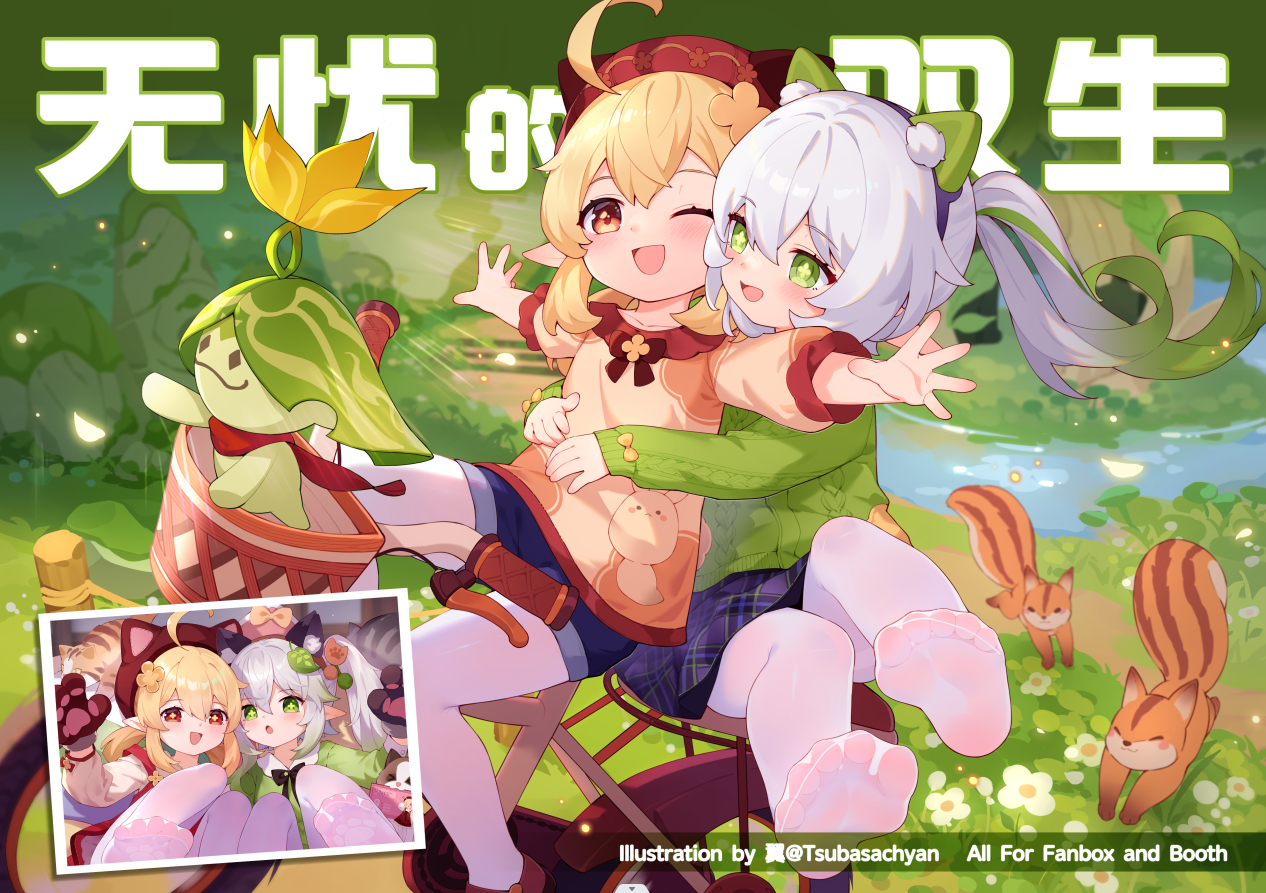 无忧的双生
Illustration by 翼@Tsubasachyan All For Fanbox and Booth